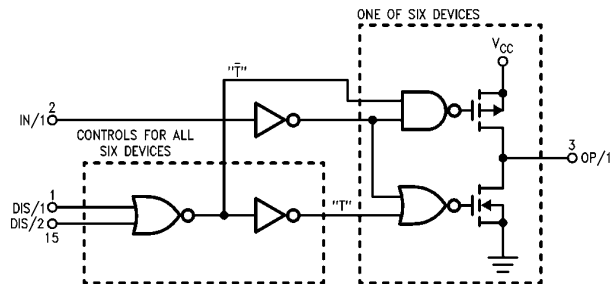 ONE OF SIX DEVICES
VCC
"T̄"
2
IN/1
CONTROLS FOR ALL
SIX DEVICES
3
OP/1
1
DIS/1
DIS/2
15
"T"